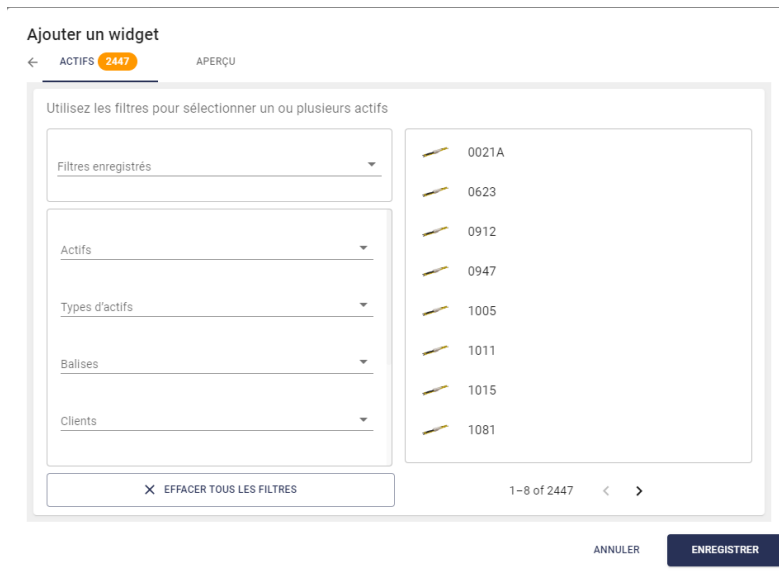 Ajouter un widget
ACTIFS 2447 APERÇU
Utilisez les filtres pour sélectionner un ou plusieurs actifs
Filtres enregistrés
Actifs
Types d'actifs
Balises
Clients
EFFACER TOUS LES FILTRES
0021A
0623
0912
0947
1005
1011
1015
1081
1–8 of 2447
ANNULER ENREGISTRER